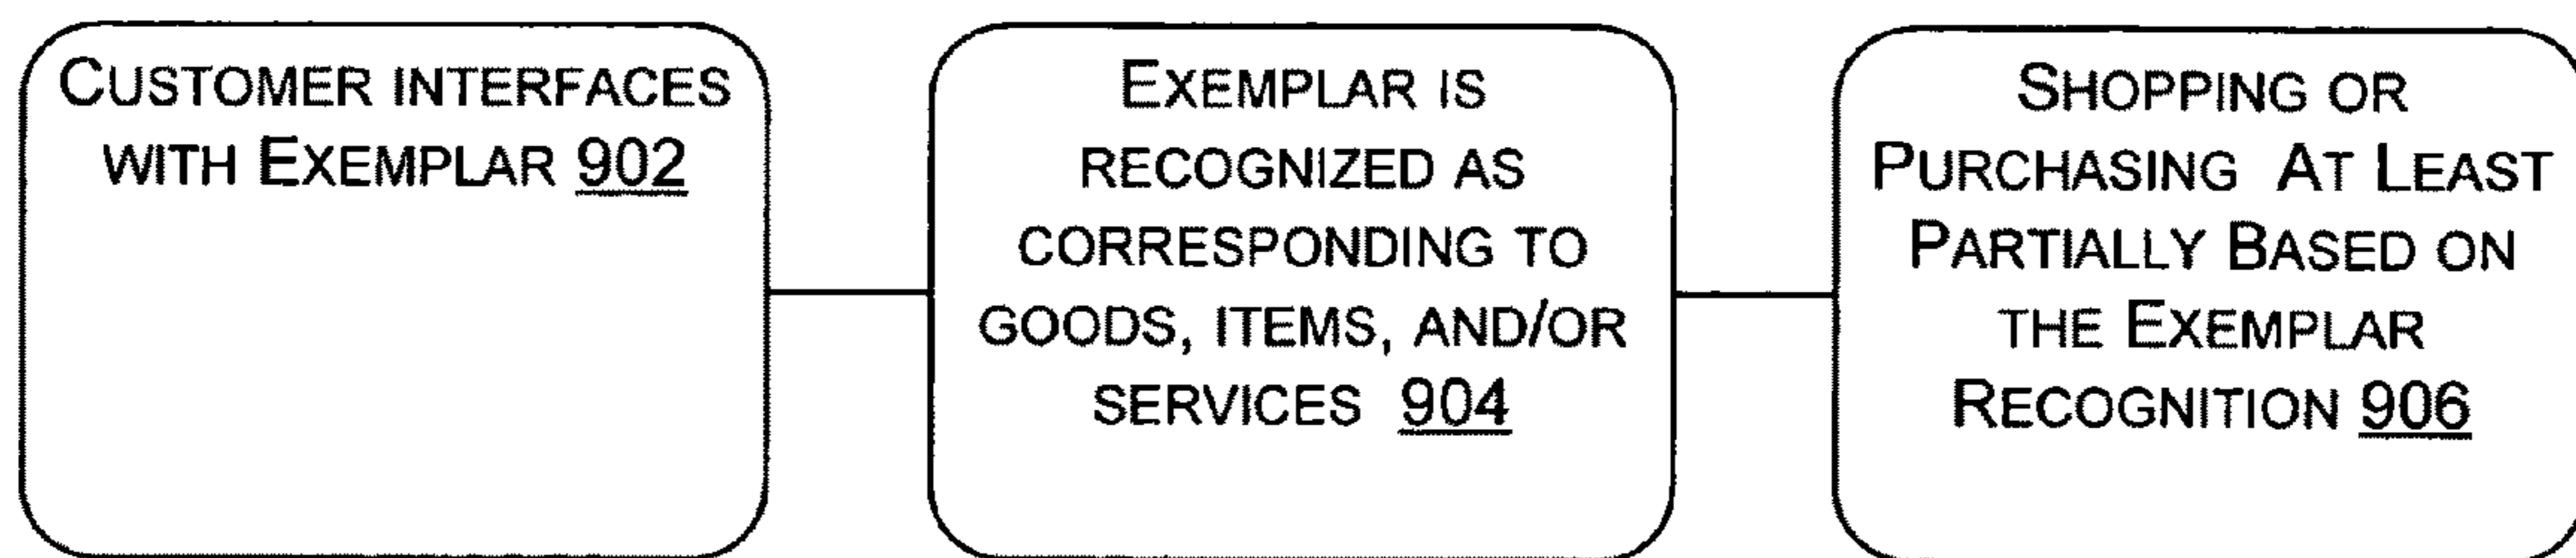 CUSTOMER INTERFACES
WITH EXEMPLAR 902
EXEMPLAR IS
RECOGNIZED AS
CORRESPONDING TO
GOODS, ITEMS, AND/OR
SERVICES 904
SHOPPING OR
PURCHASING AT LEAST
PARTIALLY BASED ON
THE EXEMPLAR
RECOGNITION 906